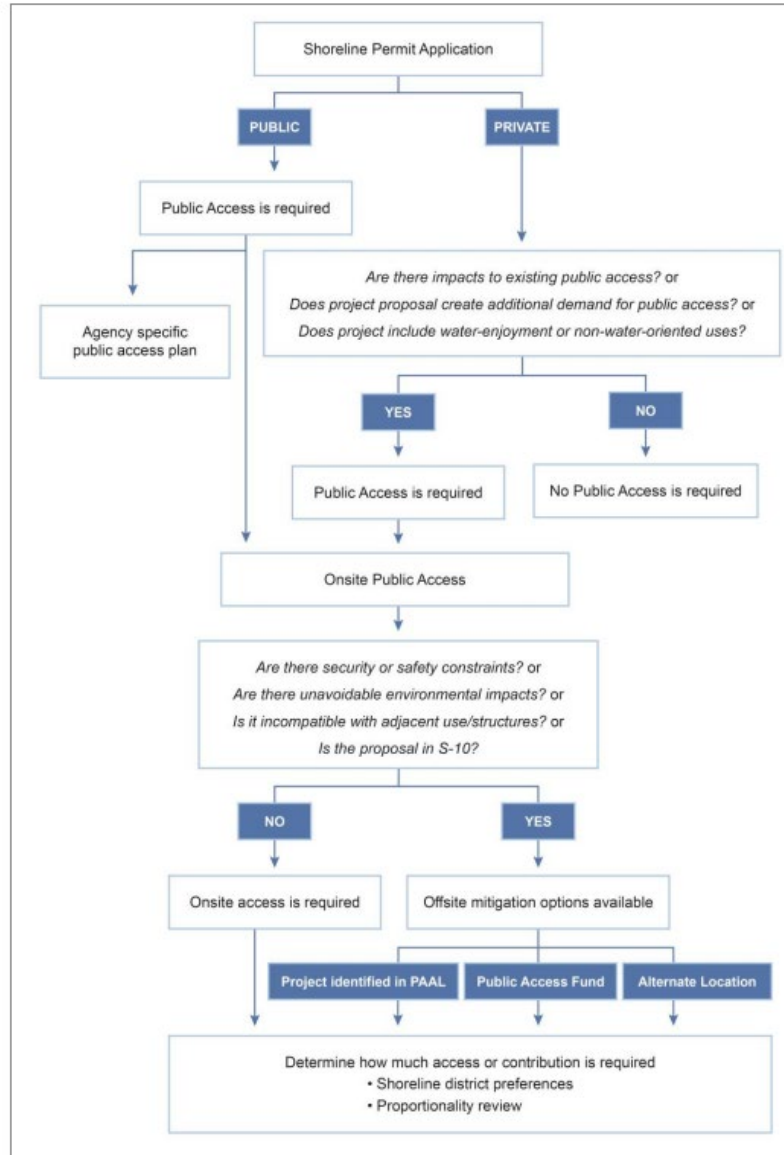 Shoreline Permit Application
PUBLIC
PRIVATE
Public Access is required
Are there impacts to existing public access? or
Does project proposal create additional demand for public access? or
Does project include water-enjoyment or non-water-oriented uses?
Agency specific
public access plan
YES
NO
Public Access is required
No Public Access is required
Onsite Public Access
Are there security or safety constraints? or
Are there unavoidable environmental impacts? or
Is it incompatible with adjacent use/structures? or
Is the proposal in S-10?
NO
YES
Onsite access is required
Offsite mitigation options available
Project identified in PAAL
Public Access Fund
Alternate Location
Determine how much access or contribution is required
• Shoreline district preferences
• Proportionality review